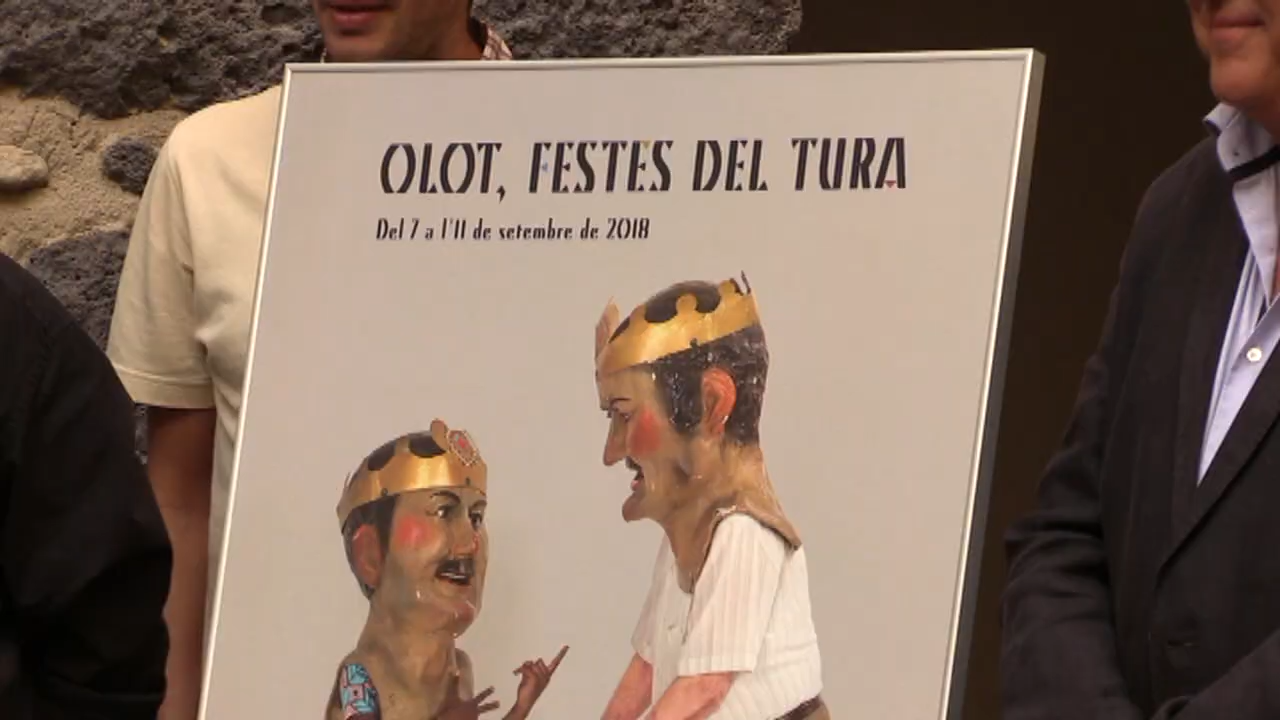 OLOT, FESTES DEL TURA
Del 7 a l'11 de setembre de 2018